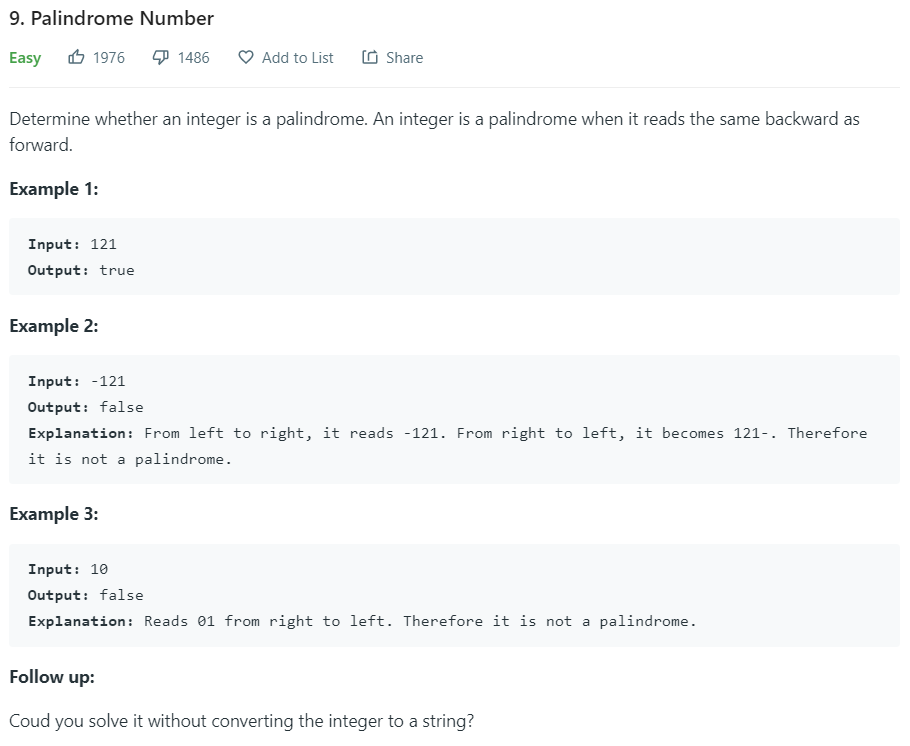 9. Palindrome Number
Easy 1976 1486 Add to List Share
Determine whether an integer is a palindrome. An integer is a palindrome when it reads the same backward as
forward.
Example 1:
Input: 121
Output: true
Example 2:
Input: -121
Output: false
Explanation: From left to right, it reads -121. From right to left, it becomes 121-. Therefore
it is not a palindrome.
Example 3:
Input: 10
Output: false
Explanation: Reads 01 from right to left. Therefore it is not a palindrome.
Follow up:
Coud you solve it without converting the integer to a string?